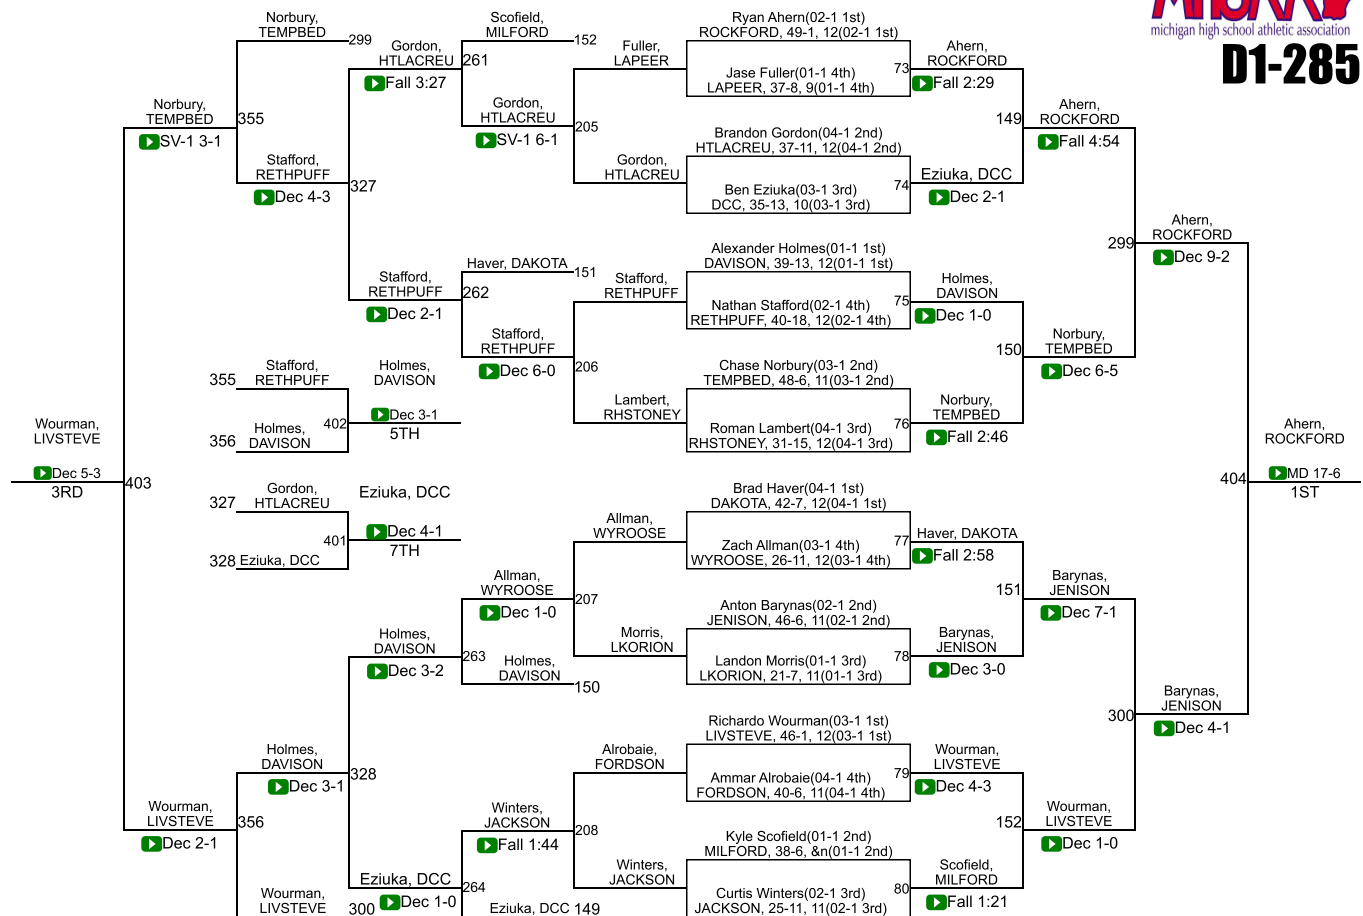 michigan high school athletic association
D1-285
Norbury,
TEMPBED
299
Scofield,
MILFORD
152
Ryan Ahern(02-1 1st)
ROCKFORD, 49-1, 12(02-1 1st)
Gordon,
HTLACREU
261
Fall 3:27
Fuller,
LAPEER
Jase Fuller(01-1 4th)
LAPEER, 37-8, 9(01-1 4th)
73
Ahern,
ROCKFORD
Fall 2:29
Norbury,
TEMPBED
355
SV-1 3-1
Gordon,
HTLACREU
205
SV-1 6-1
149
Ahern,
ROCKFORD
Fall 4:54
Brandon Gordon(04-1 2nd)
HTLACREU, 37-11, 12(04-1 2nd)
Stafford,
RETHPUFF
327
Dec 4-3
Gordon,
HTLACREU
Ben Eziuka(03-1 3rd)
DCC, 35-13, 10(03-1 3rd)
74
Eziuka, DCC
Dec 2-1
299
Ahern,
ROCKFORD
Dec 9-2
Alexander Holmes(01-1 1st)
DAVISON, 39-13, 12(01-1 1st)
Stafford,
RETHPUFF
262
Dec 2-1
Haver, DAKOTA
151
Stafford,
RETHPUFF
Nathan Stafford(02-1 4th)
RETHPUFF, 40-18, 12(02-1 4th)
75
Holmes,
DAVISON
Dec 1-0
Stafford,
RETHPUFF
206
Dec 6-0
150
Norbury,
TEMPBED
Dec 6-5
Chase Norbury(03-1 2nd)
TEMPBED, 48-6, 11(03-1 2nd)
355
Stafford,
RETHPUFF
Holmes,
DAVISON
402
Dec 3-1
5TH
356
Holmes,
DAVISON
Lambert,
RHSTONEY
Roman Lambert(04-1 3rd)
RHSTONEY, 31-15, 12(04-1 3rd)
76
Norbury,
TEMPBED
Fall 2:46
Wourman,
LIVSTEVE
Dec 5-3
3RD
403
404
Ahern,
ROCKFORD
MD 17-6
1ST
327
Gordon,
HTLACREU
Eziuka, DCC
401
Dec 4-1
7TH
328
Eziuka, DCC
Brad Haver(04-1 1st)
DAKOTA, 42-7, 12(04-1 1st)
Allman,
WYROOSE
Zach Allman(03-1 4th)
WYROOSE, 26-11, 12(03-1 4th)
77
Haver, DAKOTA
Fall 2:58
Allman,
WYROOSE
207
Dec 1-0
151
Barynas,
JENISON
Dec 7-1
Anton Barynas(02-1 2nd)
JENISON, 46-6, 11(02-1 2nd)
Holmes,
DAVISON
263
Dec 3-2
Holmes,
DAVISON
150
Morris,
LKORION
Landon Morris(01-1 3rd)
LKORION, 21-7, 11(01-1 3rd)
78
Barynas,
JENISON
Dec 3-0
300
Barynas,
JENISON
Dec 4-1
Richardo Wourman(03-1 1st)
LIVSTEVE, 46-1, 12(03-1 1st)
Holmes,
DAVISON
328
Dec 3-1
Alrobaie,
FORDSON
Ammar Alrobaie(04-1 4th)
FORDSON, 40-6, 11(04-1 4th)
79
Wourman,
LIVSTEVE
Dec 4-3
Wourman,
LIVSTEVE
356
Dec 2-1
Winters,
JACKSON
208
Fall 1:44
152
Wourman,
LIVSTEVE
Dec 1-0
Kyle Scofield(01-1 2nd)
MILFORD, 38-6, &n(01-1 2nd)
Wourman,
LIVSTEVE
300
Eziuka, DCC
264
Dec 1-0
Eziuka, DCC
149
Winters,
JACKSON
Curtis Winters(02-1 3rd)
JACKSON, 25-11, 11(02-1 3rd)
80
Scofield,
MILFORD
Fall 1:21